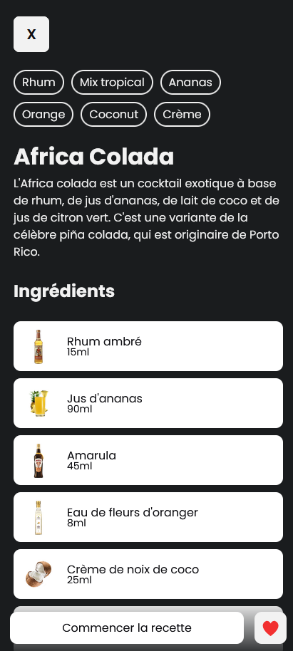 X
Rhum Mix tropical Ananas
Orange Coconut Crème
Africa Colada
L'Africa colada est un cocktail exotique à base
de rhum, de jus d'ananas, de lait de coco et de
jus de citron vert. C'est une variante de la
célèbre piña colada, qui est originaire de Porto
Rico.
Ingrédients
Rhum ambré
15ml
Jus d'ananas
90ml
Amarula
45ml
Eau de fleurs d'oranger
8ml
Crème de noix de coco
25ml
Commencer la recette